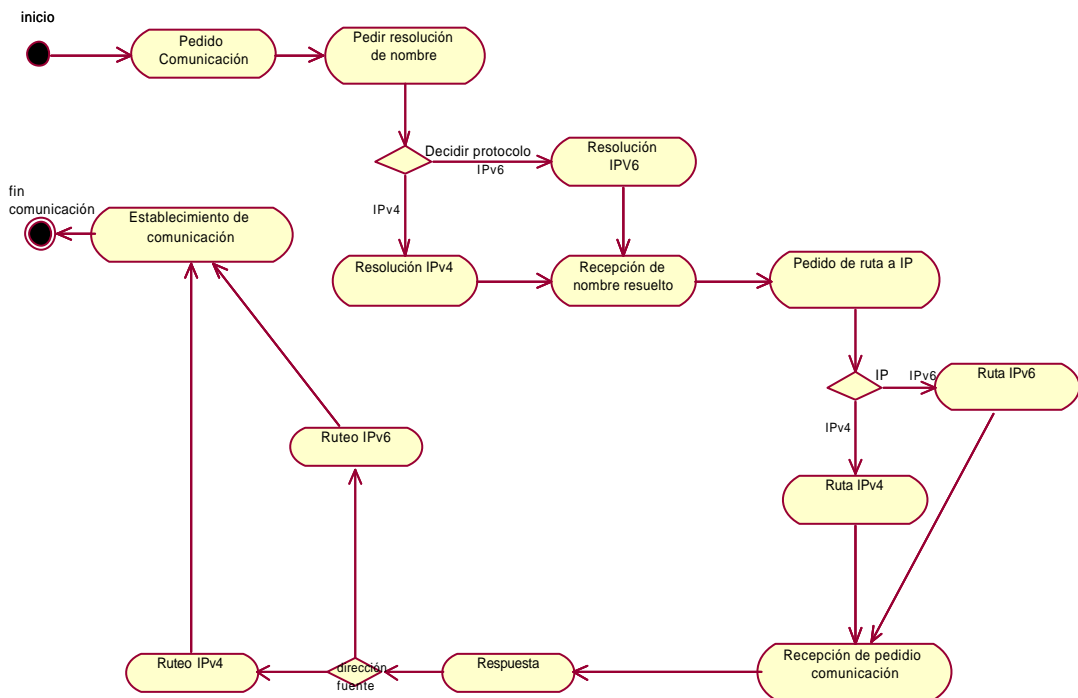 inicio
Pedido
Comunicación
Pedir resolución
de nombre
Decidir protocolo
IPv6
Resolución
IPV6
IPv4
fin
comunicación
Establecimiento de
comunicación
Resolución IPv4
Recepción de
nombre resuelto
Pedido de ruta a IP
IP
IPv6
Ruta IPv6
IPv4
Ruteo IPv6
Ruta IPv4
Ruteo IPv4
dirección
fuente
Respuesta
Recepción de pedidio
comunicación